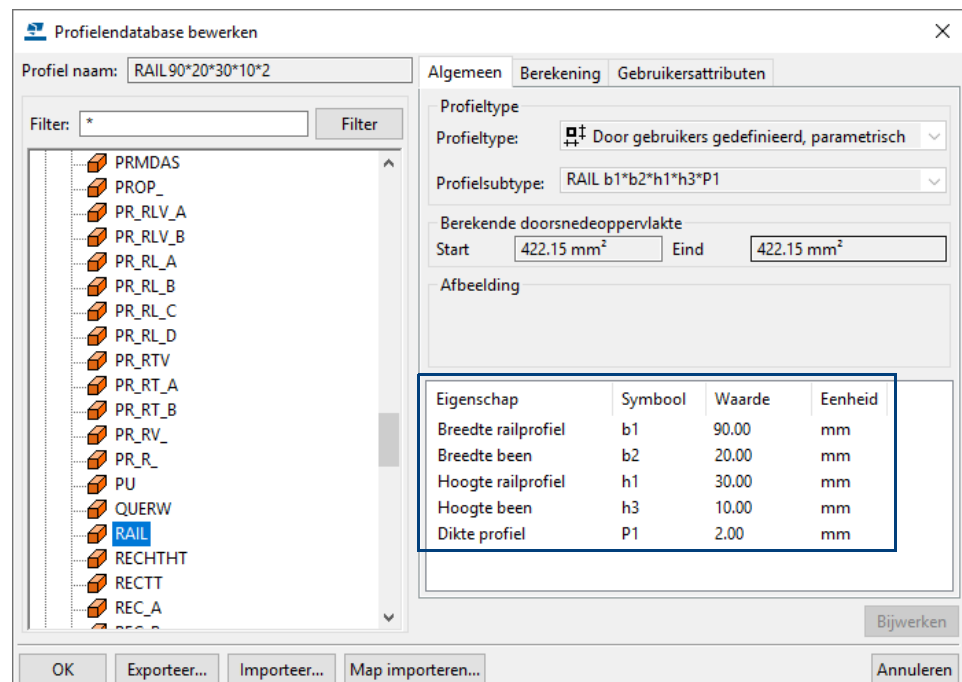 Profielendatabase bewerken
Profiel naam: RAIL90*20*30*10*2
Filter: * Filter
PRMDAS
PROP_
PR_RLV_A
PR_RLV_B
PR_RL_A
PR_RL_B
PR_RL_C
PR_RL_D
PR_RTV
PR_RT_A
PR_RT_B
PR_RV_
PR_R_
PU
QUERW
RAIL
RECHTHT
RECTT
REC_A
Algemeen Berekening Gebruikersattributen
Profieltype
Profieltype: Door gebruikers gedefinieerd, parametrisch
Profielsubtype: RAIL b1*b2*h1*h3*P1
Berekende doorsnedeoppervlakte
Start 422.15 mm² Eind 422.15 mm²
Afbeelding
Eigenschap Symbool Waarde Eenheid
Breedte railprofiel b1 90.00 mm
Breedte been b2 20.00 mm
Hoogte railprofiel h1 30.00 mm
Hoogte been h3 10.00 mm
Dikte profiel P1 2.00 mm
Bijwerken
OK Exporteer... Importeer... Map importeren... Annuleren